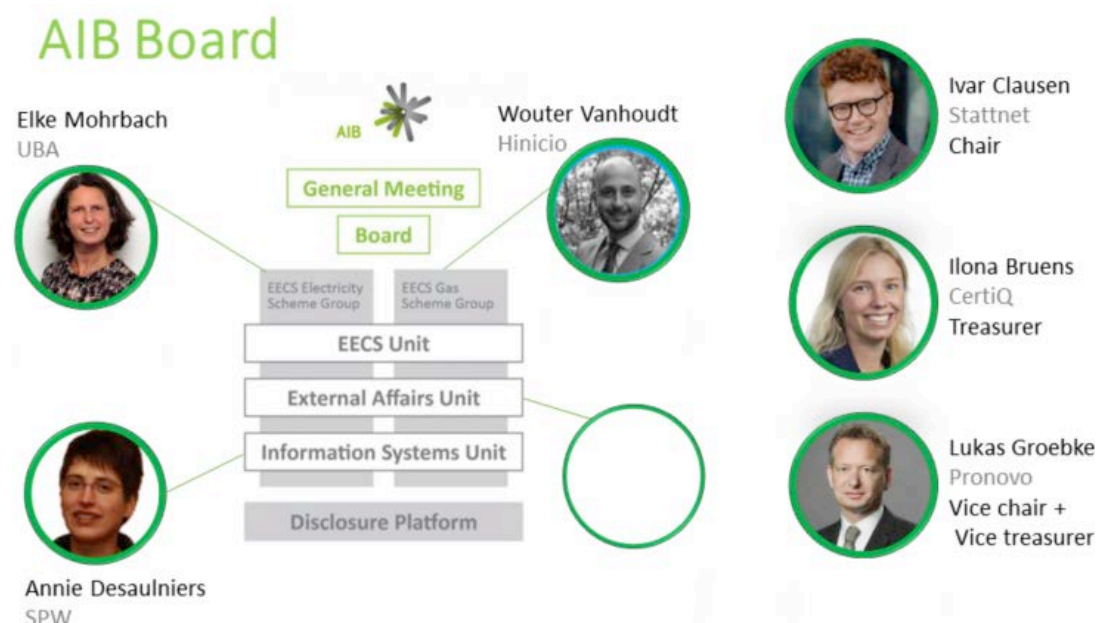 AIB Board
Elke Mohrbach
UBA
AIB
Wouter Vanhoudt
Hinicio
General Meeting
Board
EECS Electricity
Scheme Group
EECS Gas
Scheme Group
EECS Unit
External Affairs Unit
Information Systems Unit
Disclosure Platform
Annie Desaulniers
SPW
Ivar Clausen
Stattnet
Chair
Ilona Bruens
CertiQ
Treasurer
Lukas Groebke
Pronovo
Vice chair +
Vice treasurer